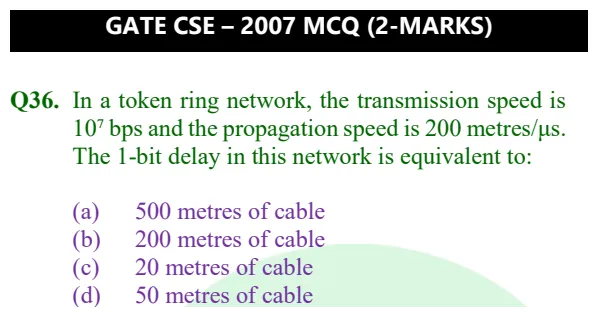 GATE CSE – 2007 MCQ (2-MARKS)
Q36. In a token ring network, the transmission speed is
10⁷ bps and the propagation speed is 200 metres/μs.
The 1-bit delay in this network is equivalent to:
(a) 500 metres of cable
(b) 200 metres of cable
(c) 20 metres of cable
(d) 50 metres of cable